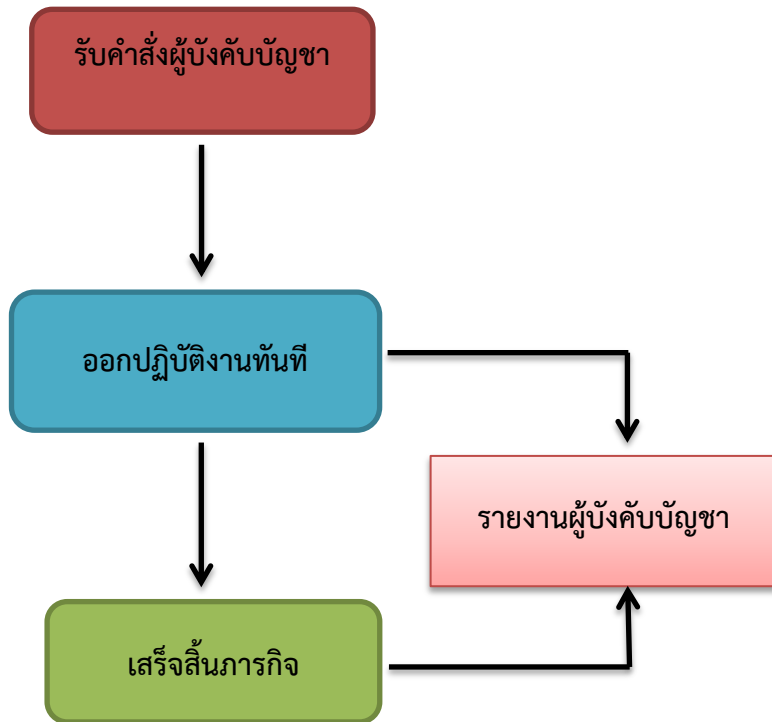 รับคำสั่งผู้บังคับบัญชา
ออกปฏิบัติงานทันที
รายงานผู้บังคับบัญชา
เสร็จสิ้นภารกิจ